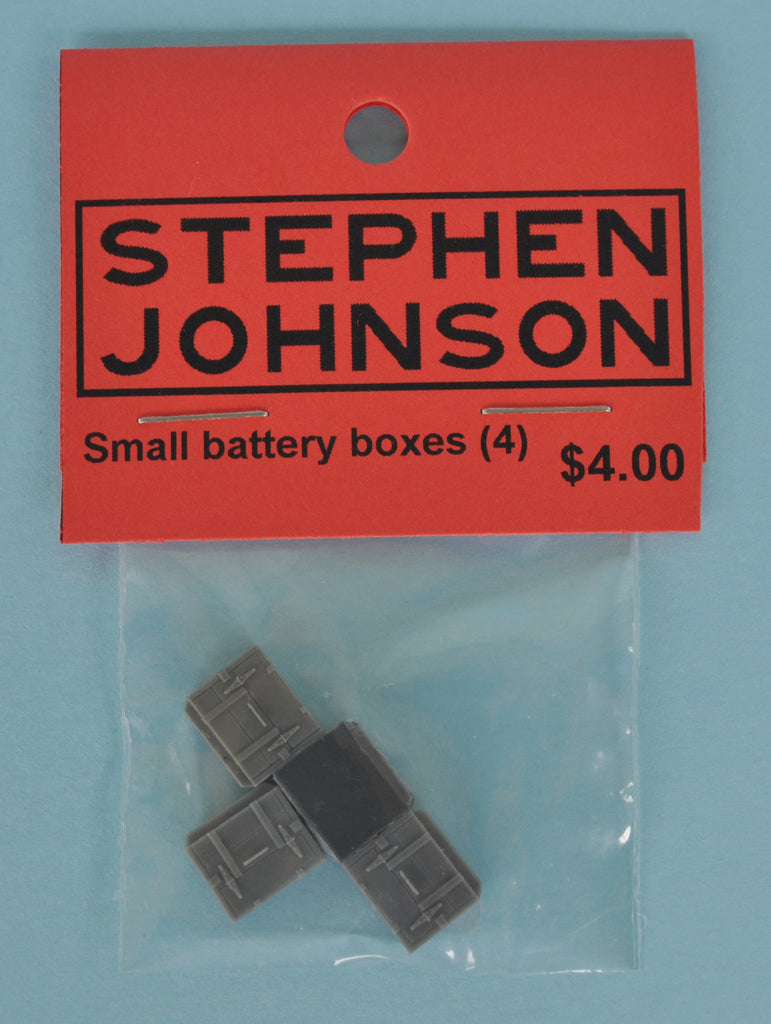 STEPHEN
JOHNSON
Small battery boxes (4) $4.00